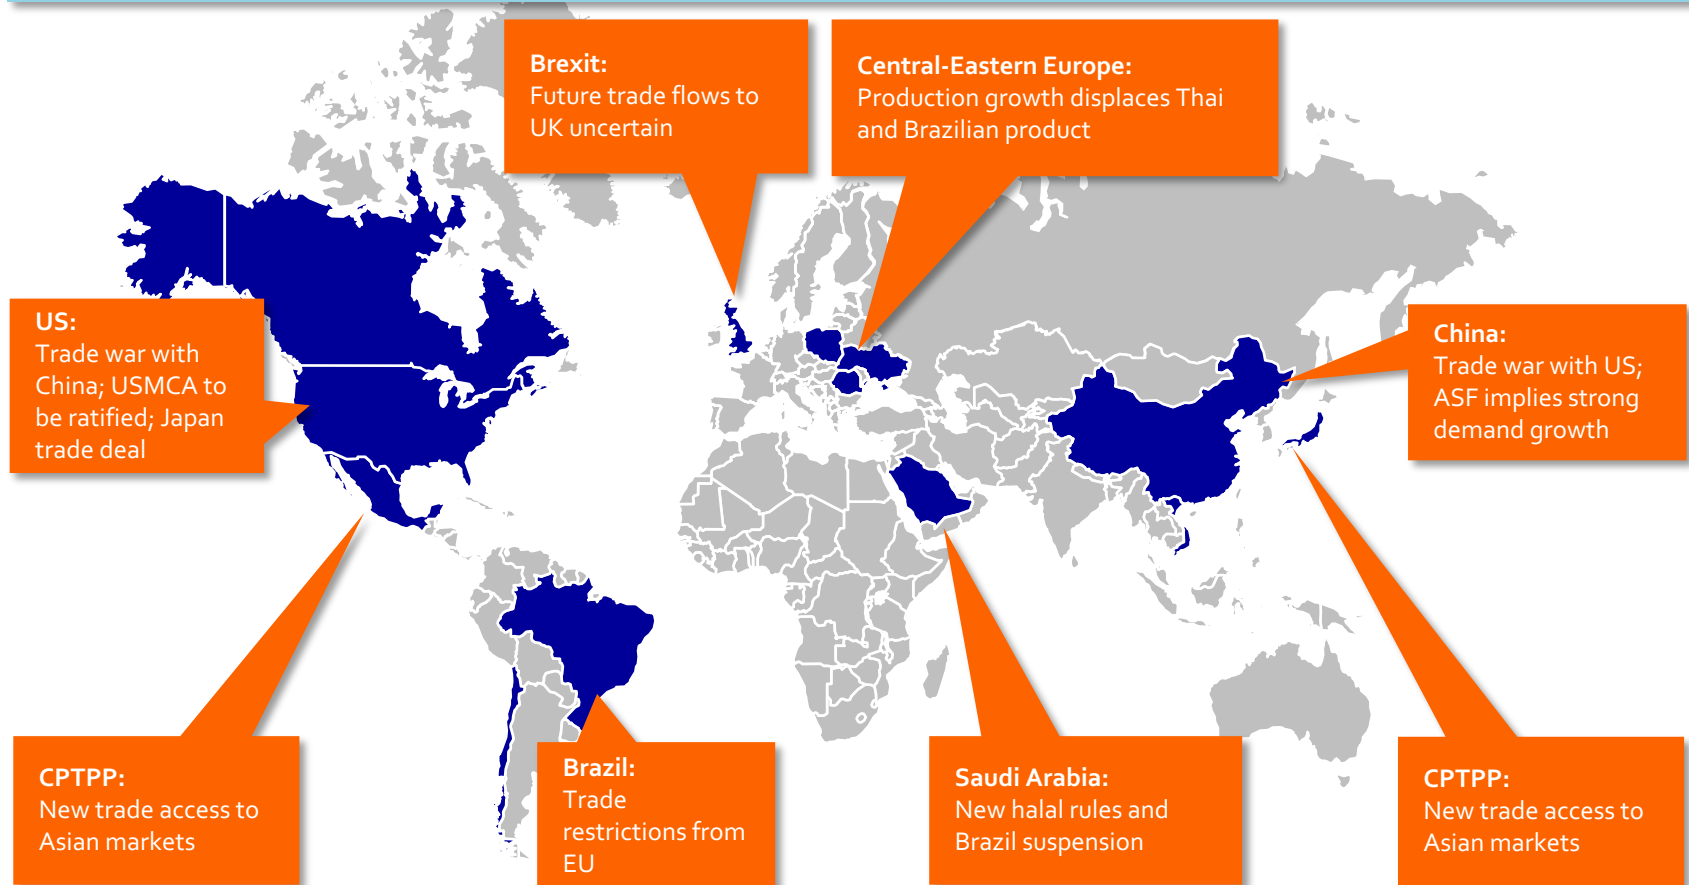 Brexit:
Future trade flows to
UK uncertain
Central-Eastern Europe:
Production growth displaces Thai
and Brazilian product
US:
Trade war with
China; USMCA to
be ratified; Japan
trade deal
China:
Trade war with US;
ASF implies strong
demand growth
CPTPP:
New trade access to
Asian markets
Brazil:
Trade
restrictions from
EU
Saudi Arabia:
New halal rules and
Brazil suspension
CPTPP:
New trade access to
Asian markets